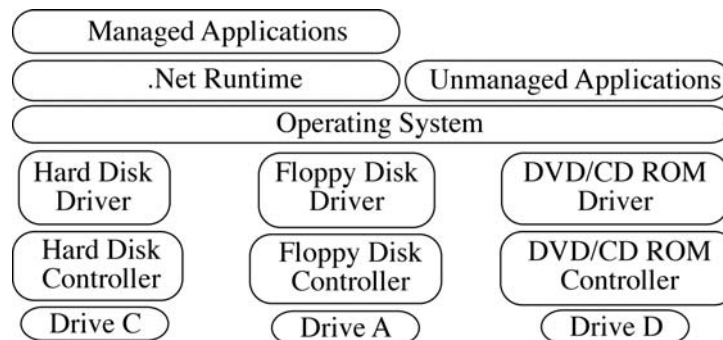 Managed Applications
.Net Runtime
Unmanaged Applications
Operating System
Hard Disk
Driver
Floppy Disk
Driver
DVD/CD ROM
Driver
Hard Disk
Controller
Floppy Disk
Controller
DVD/CD ROM
Controller
Drive C
Drive A
Drive D